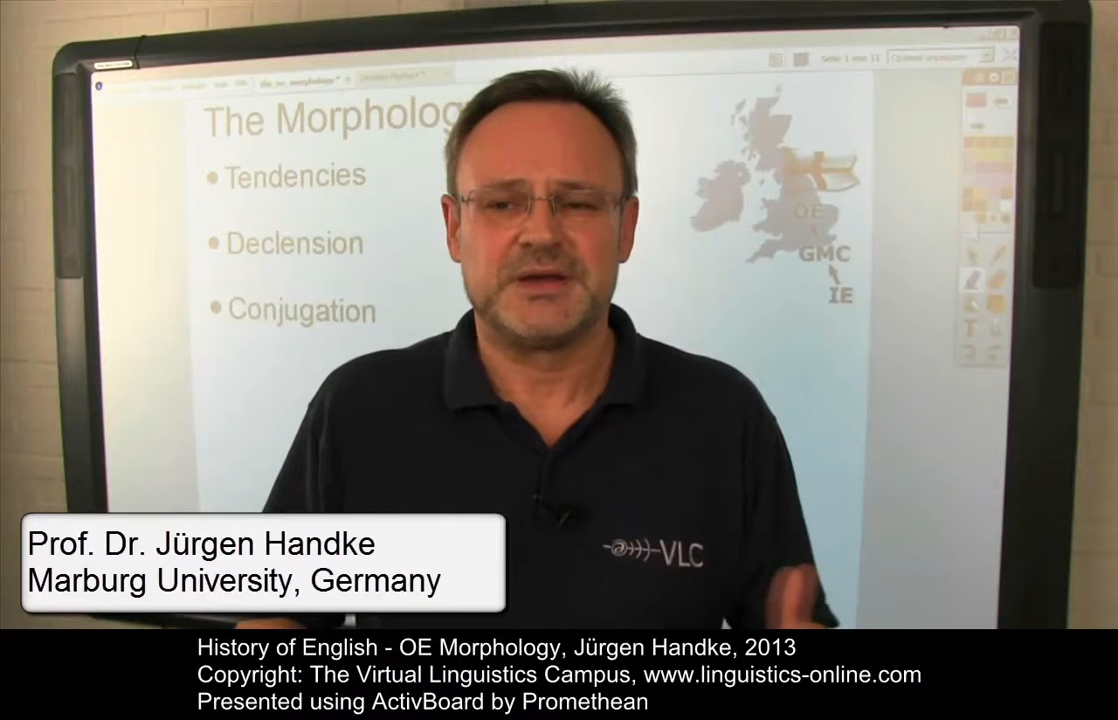 The Morpholog
• Tendencies
• Declension
• Conjugation
OE
GMC
IE
VLC
Prof. Dr. Jürgen Handke
Marburg University, Germany
History of English - OE Morphology, Jürgen Handke, 2013
Copyright: The Virtual Linguistics Campus, www.linguistics-online.com
Presented using ActivBoard by Promethean